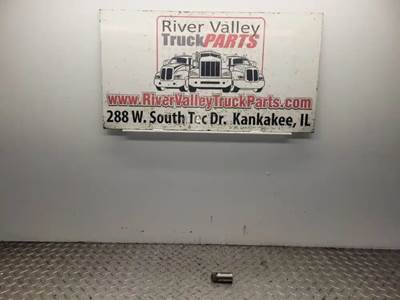 River Valley
TruckPARTS
www.RiverValleyTruckParts.com
288 W. South Tec Dr. Kankakee, IL